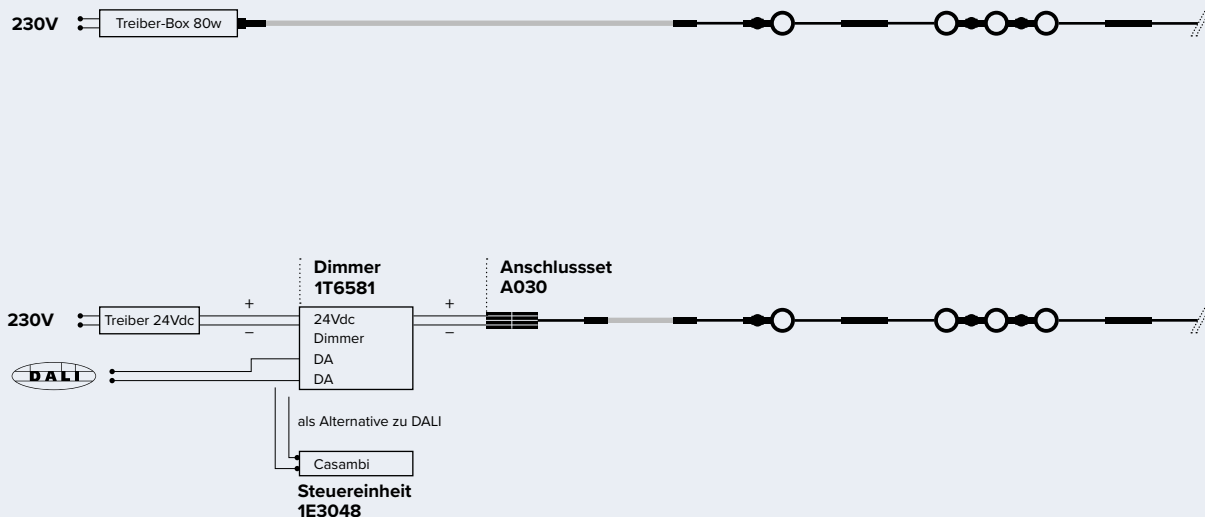 230V
Treiber-Box 80w
Dimmer
1T6581
Anschlussset
A030
230V
Treiber 24Vdc
+
–
24Vdc
Dimmer
DA
DA
+
–
DALI
als Alternative zu DALI
Casambi
Steuereinheit
1E3048